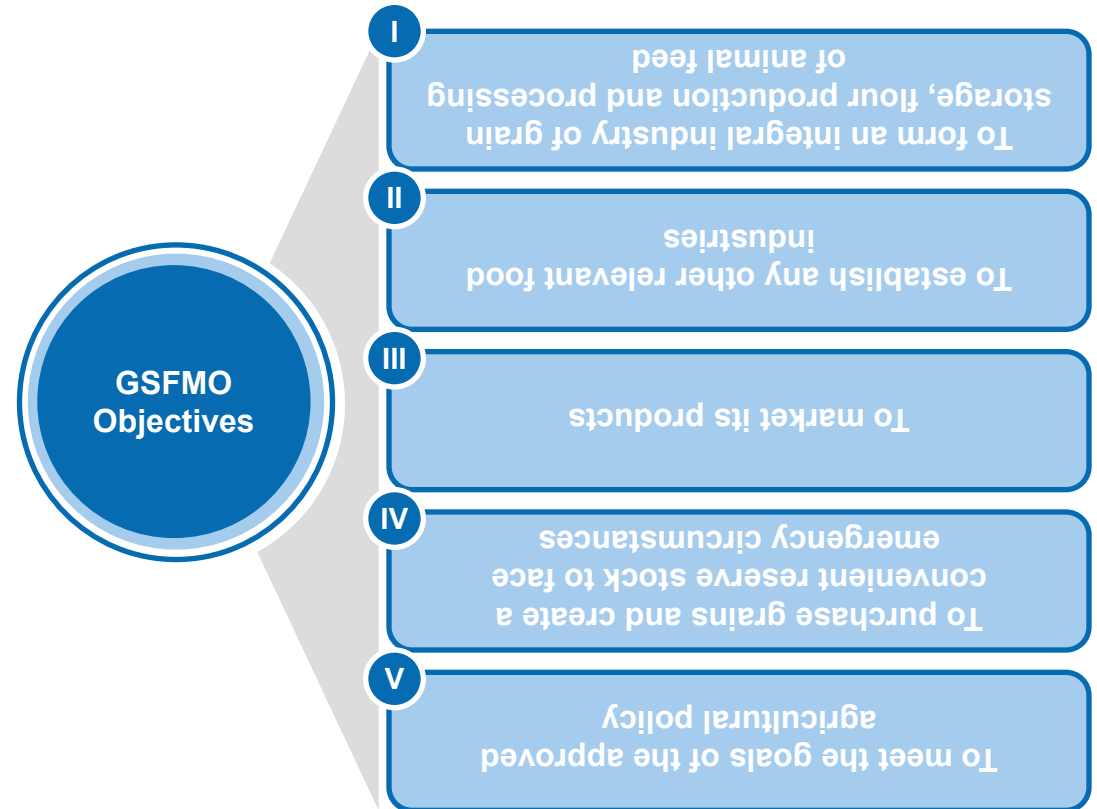 GSFMO
Objectives
I
To form an integral industry of grain
storage, flour production and processing
of animal feed
II
To establish any other relevant food
industries
III
To market its products
IV
To purchase grains and create a
convenient reserve stock to face
emergency circumstances
V
To meet the goals of the approved
agricultural policy